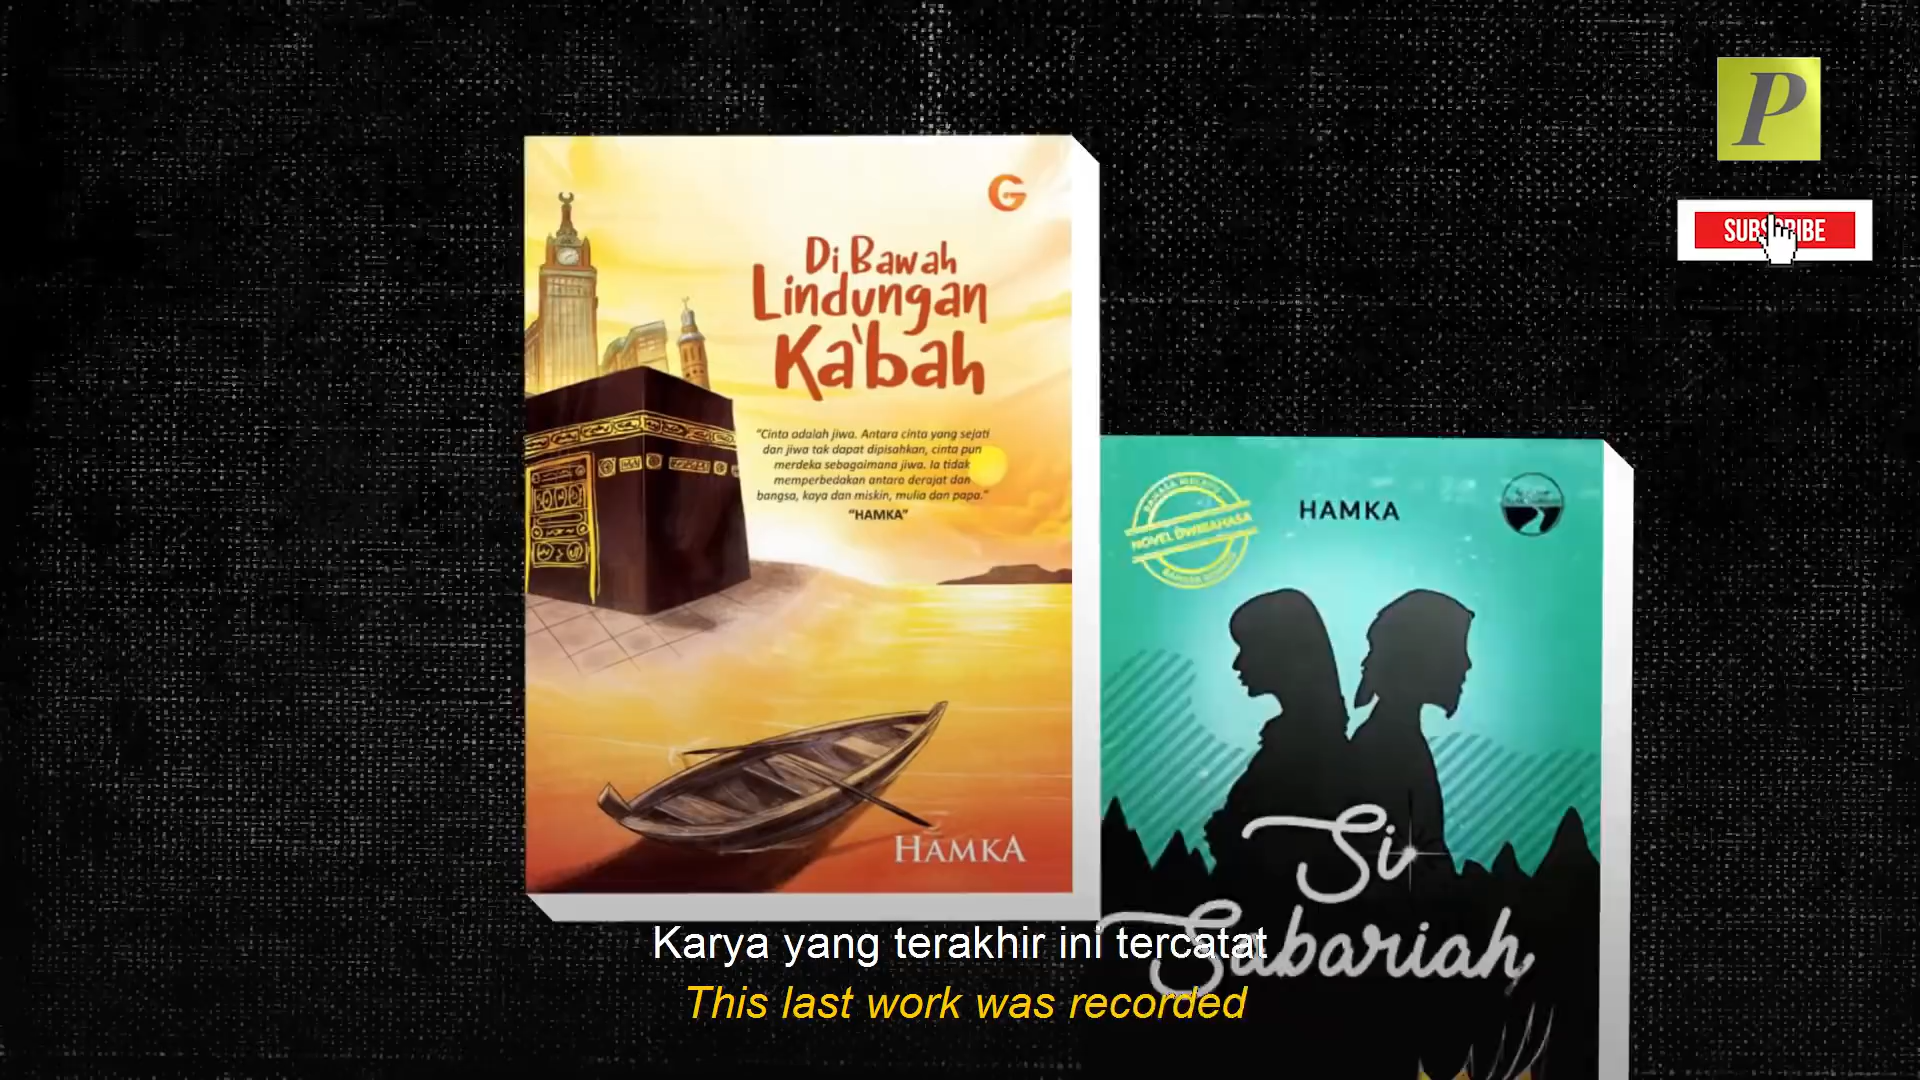 P
SUBSCRIBE
G
Di Bawah
Lindungan
Ka'bah
"Cinta adalah jiwa. Antara cinta yang sejati
dan jiwa tak dapat dipisahkan, cinta pun
merdeka sebagaimana jiwa. Ia tidak
memperbedakan antara derajat dan
bangsa, kaya dan miskin, mulia dan papa."
"HAMKA"
HAMKA
HAMKA
NOVEL DWIBAHASA
Si
Sabariah
Karya yang terakhir ini tercatat
This last work was recorded